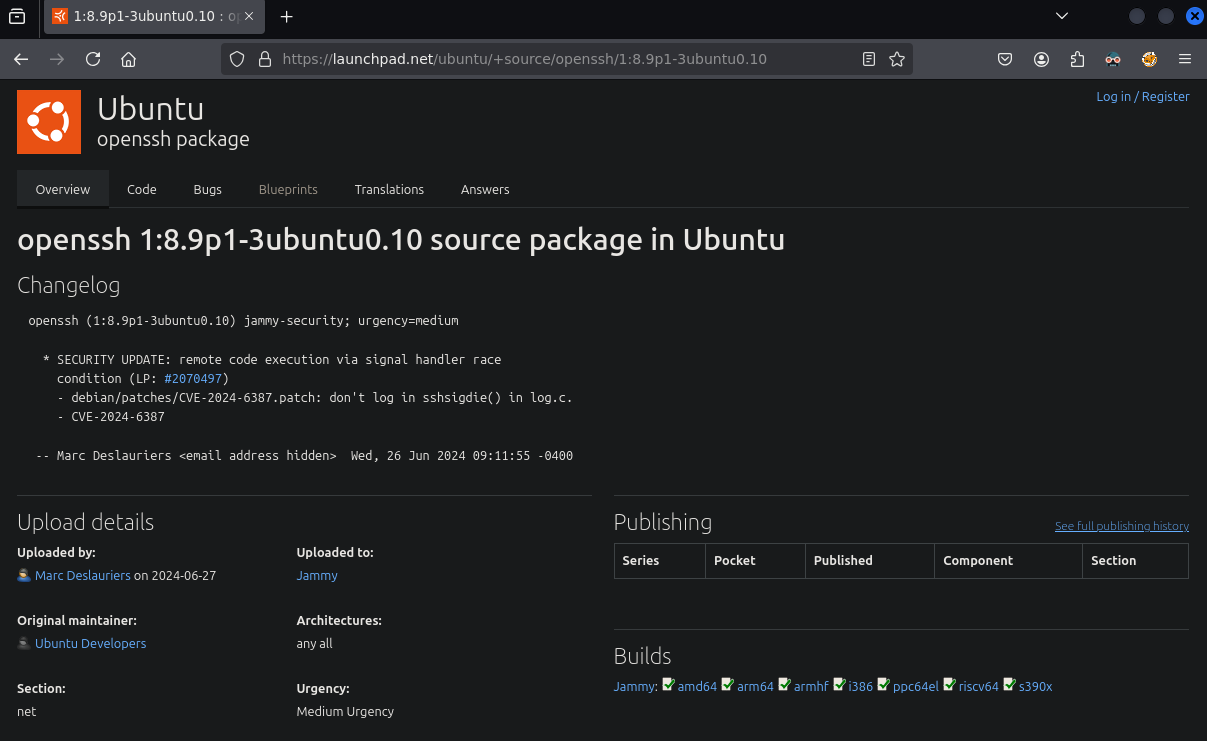 1:8.9p1-3ubuntu0.10 :
https://launchpad.net/ubuntu/+source/openssh/1:8.9p1-3ubuntu0.10
Ubuntu
openssh package
Log in / Register
Overview Code Bugs Blueprints Translations Answers
openssh 1:8.9p1-3ubuntu0.10 source package in Ubuntu
Changelog
openssh (1:8.9p1-3ubuntu0.10) jammy-security; urgency=medium
* SECURITY UPDATE: remote code execution via signal handler race
condition (LP: #2070497)
- debian/patches/CVE-2024-6387.patch: don't log in sshsigdie() in log.c.
- CVE-2024-6387
-- Marc Deslauriers <email address hidden>  Wed, 26 Jun 2024 09:11:55 -0400
Upload details
Uploaded by: Uploaded to:
Marc Deslauriers on 2024-06-27 Jammy
Original maintainer: Architectures:
Ubuntu Developers any all
Section: Urgency:
net Medium Urgency
Publishing
See full publishing history
Series Pocket Published Component Section
Builds
Jammy: amd64 arm64 armhf i386 ppc64el riscv64 s390x